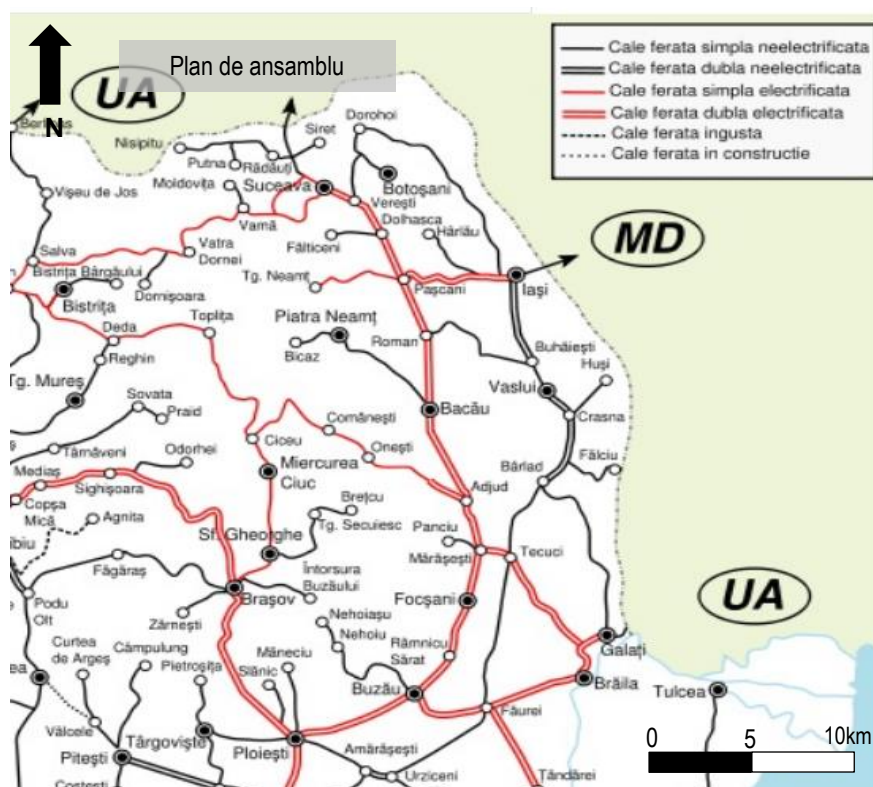 Plan de ansamblu
N
UA
Cale ferata simpla neelectrificata
Cale ferata dubla neelectrificata
Cale ferata simpla electrificata
Cale ferata dubla electrificata
Cale ferata ingusta
Cale ferata in constructie
Nisipitu
Putna
Rădăuți
Siret
Dorohoi
Moldovița
Suceava
Botoșani
Vișeu de Jos
Verești
Vamă
Dolhasca
Hârlău
MD
Salva
Vatra
Dornei
Fălticeni
Bistrița Bârgăului
Tg. Neamț
Pașcani
Iași
Dornișoara
Bistrița
Toplița
Piatra Neamț
Deda
Bicaz
Roman
Buhăiești
Reghin
Huși
Tg. Mureș
Vaslui
Sovata
Praid
Comănești
Bacău
Crasna
Târnăveni
Odorhei
Ciceu
Onești
Mediaș
Miercurea
Ciuc
Bârlad
Fălciu
Sighișoara
Adjud
Copșa
Mică
Agnita
Brețcu
Tg. Secuiesc
Panciu
Sf. Gheorghe
Mărășești
Tecuci
Făgăraș
Întorsura
Buzăului
UA
Podu
Olt
Brașov
Focșani
Zărnești
Nehoiașu
Nehoiu
Râmnicu
Sărat
Galați
Curtea
de Argeș
Câmpulung
Pietroșița
Mâneciu
Slănic
Buzău
Brăila
Tulcea
Făurei
Vâlcele
Târgoviște
Ploiești
Amărășești
Pitești
Urziceni
Țăndărei
Costești
0 5 10km